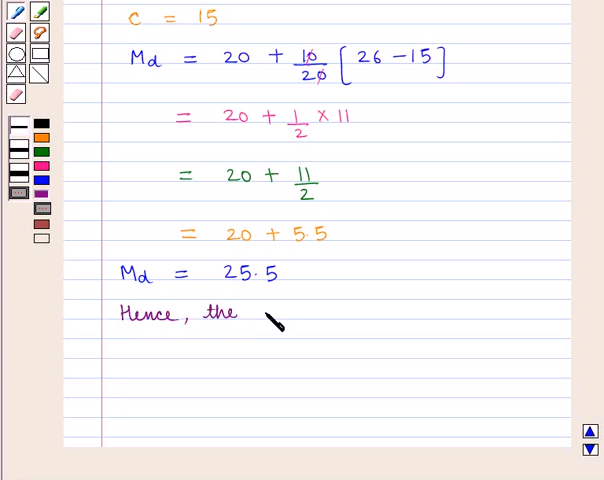 C = 15
Md = 20 + 10/20 [26 - 15]
= 20 + 1/2 × 11
= 20 + 11/2
= 20 + 5.5
Md = 25.5
Hence, the